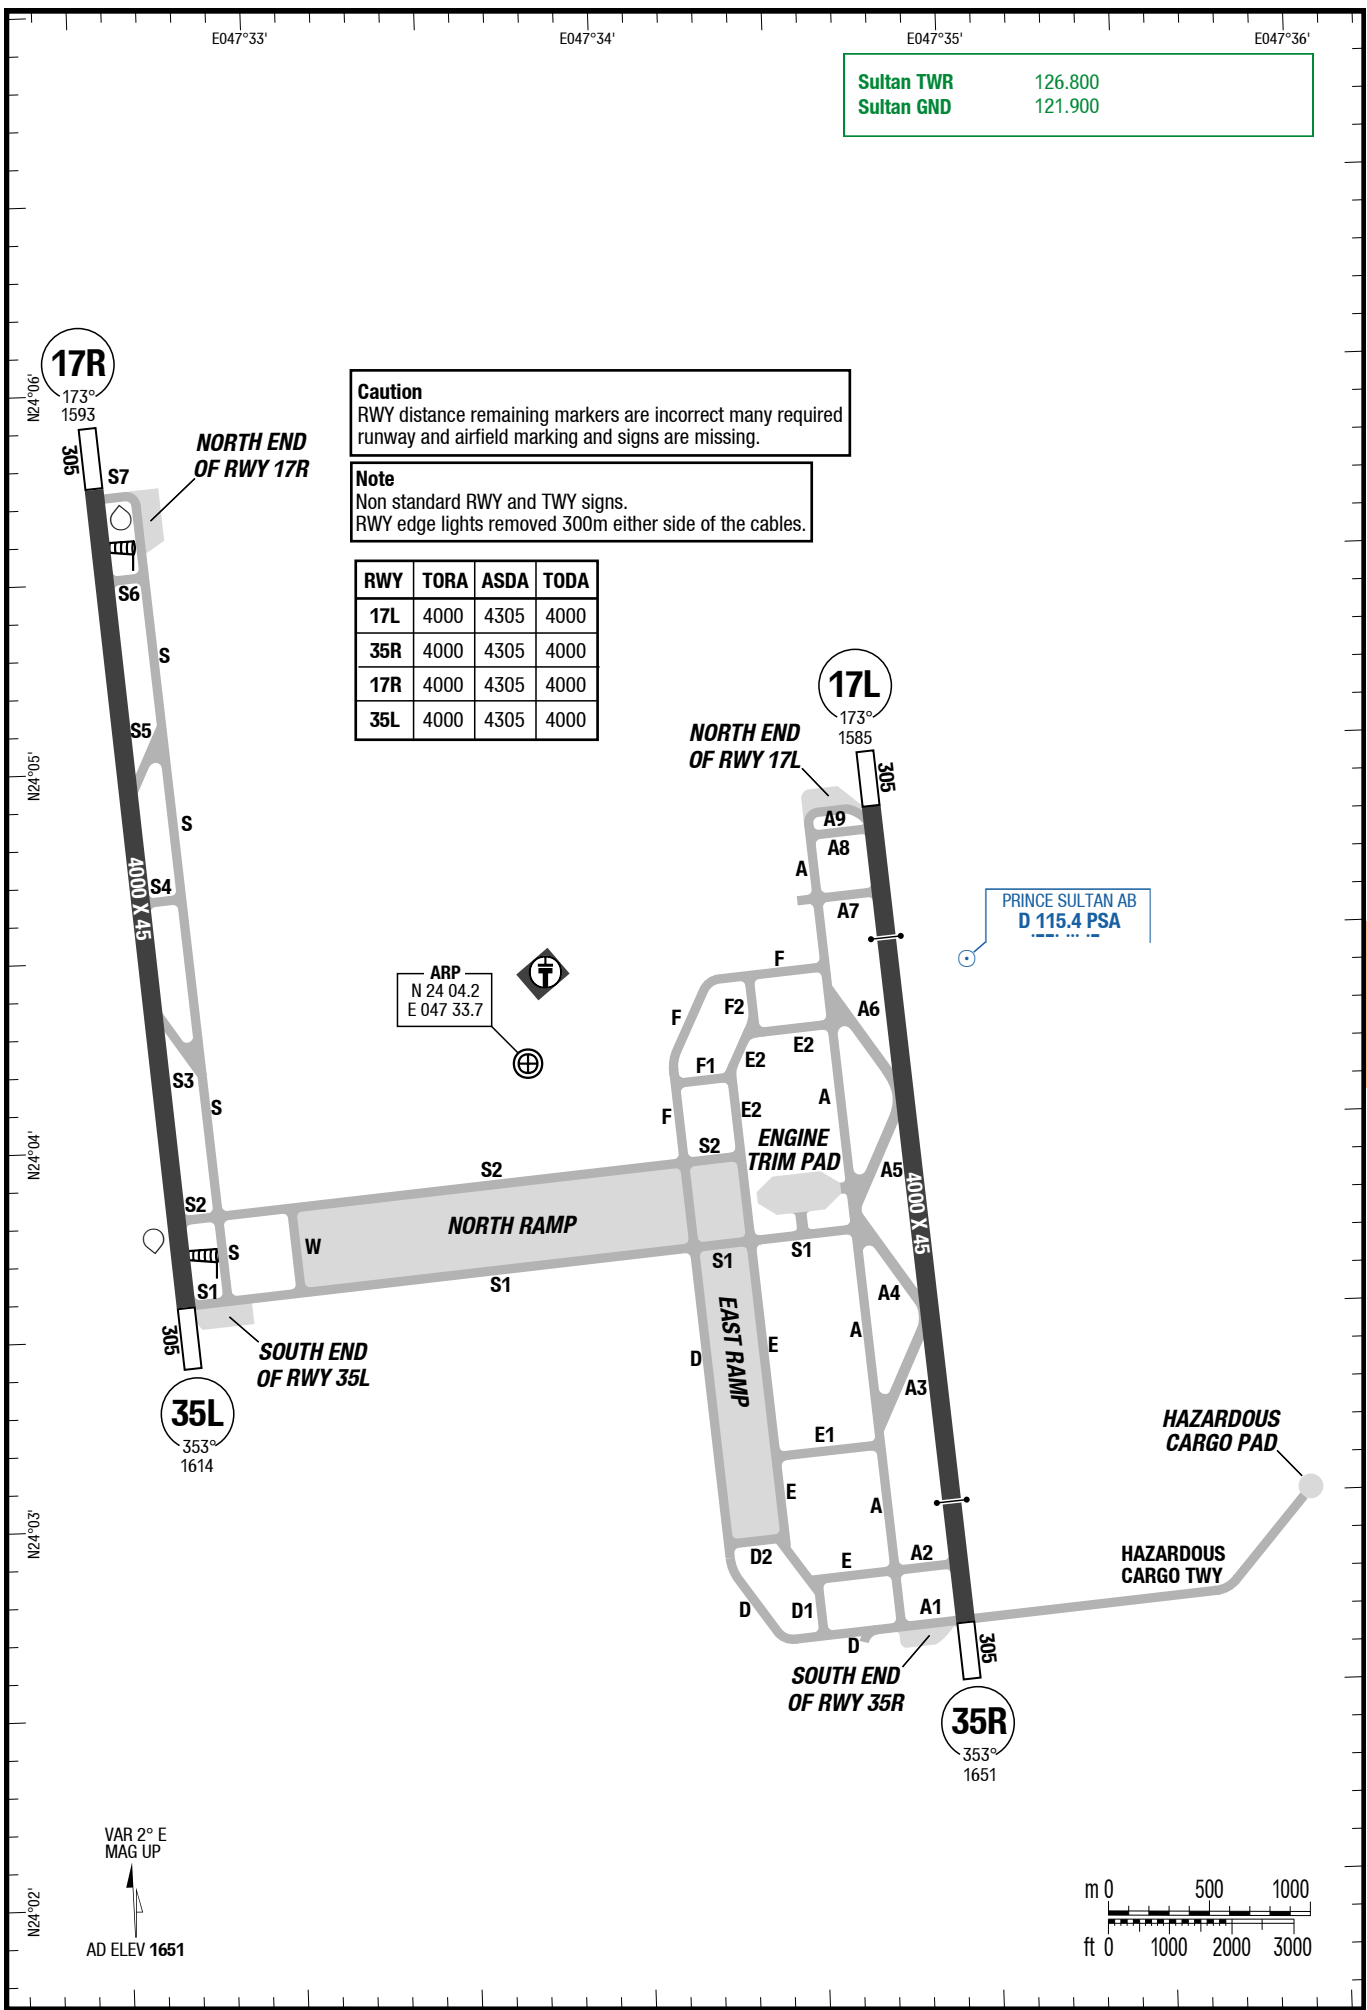 E047°33'
E047°34'
E047°35'
E047°36'
Sultan TWR 126.800
Sultan GND 121.900
17R
173°
1593
305
N24°06'
NORTH END
OF RWY 17R
S7
S6
S
S5
S
4000 X 45
S4
S3
S
S2
S
S1
305
35L
353°
1614
SOUTH END
OF RWY 35L
Caution
RWY distance remaining markers are incorrect many required
runway and airfield marking and signs are missing.
Note
Non standard RWY and TWY signs.
RWY edge lights removed 300m either side of the cables.
RWY TORA ASDA TODA
17L 4000 4305 4000
35R 4000 4305 4000
17R 4000 4305 4000
35L 4000 4305 4000
N24°05'
17L
173°
1585
305
NORTH END
OF RWY 17L
A9
A8
A
A7
PRINCE SULTAN AB
D 115.4 PSA
ARP
N 24 04.2
E 047 33.7
F
F2
A6
F
E2
E2
F1
A
F
E2
N24°04'
S2
ENGINE
TRIM PAD
S2
A5
4000 X 45
NORTH RAMP
W
S1
S1
S1
A4
EAST RAMP
A
D
E
A3
E1
E
A
HAZARDOUS
CARGO PAD
N24°03'
D2
E
A2
HAZARDOUS
CARGO TWY
D
D1
A1
D
305
SOUTH END
OF RWY 35R
35R
353°
1651
VAR 2° E
MAG UP
N24°02'
AD ELEV 1651
m 0 500 1000
ft 0 1000 2000 3000